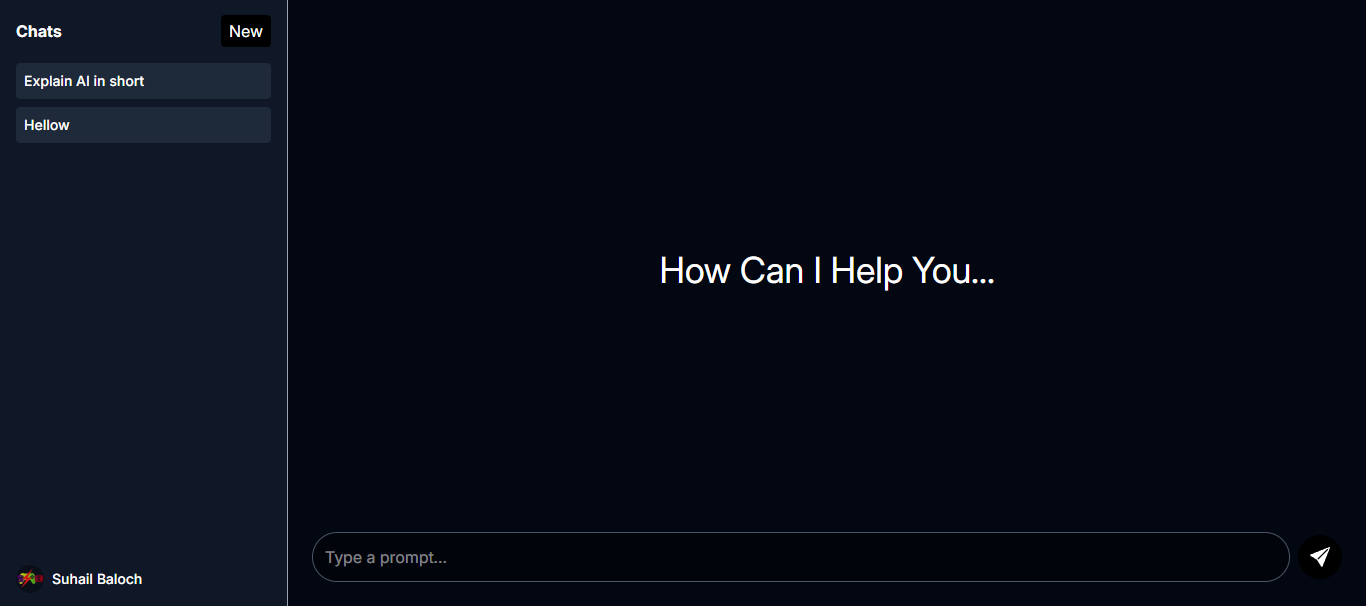 Chats
New
Explain AI in short
Hellow
How Can I Help You...
Type a prompt...
Suhail Baloch